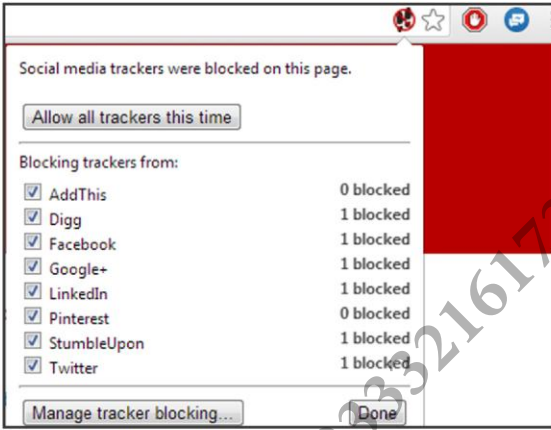 Social media trackers were blocked on this page.
Allow all trackers this time
Blocking trackers from:
AddThis 0 blocked
Digg 1 blocked
Facebook 1 blocked
Google+ 1 blocked
LinkedIn 1 blocked
Pinterest 0 blocked
StumbleUpon 1 blocked
Twitter 1 blocked
Manage tracker blocking... Done